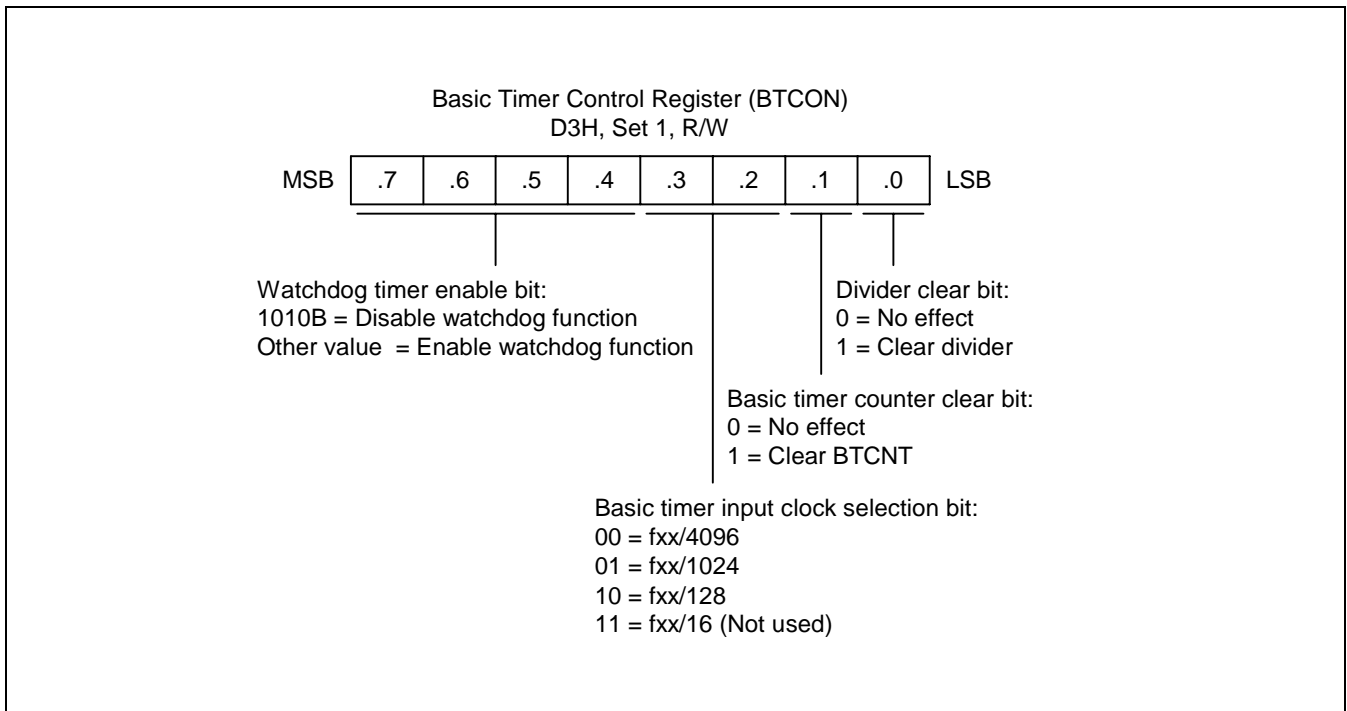 Basic Timer Control Register (BTCON)
D3H, Set 1, R/W
MSB .7 .6 .5 .4 .3 .2 .1 .0 LSB
Watchdog timer enable bit:
1010B = Disable watchdog function
Other value = Enable watchdog function
Divider clear bit:
0 = No effect
1 = Clear divider
Basic timer counter clear bit:
0 = No effect
1 = Clear BTCNT
Basic timer input clock selection bit:
00 = fxx/4096
01 = fxx/1024
10 = fxx/128
11 = fxx/16 (Not used)